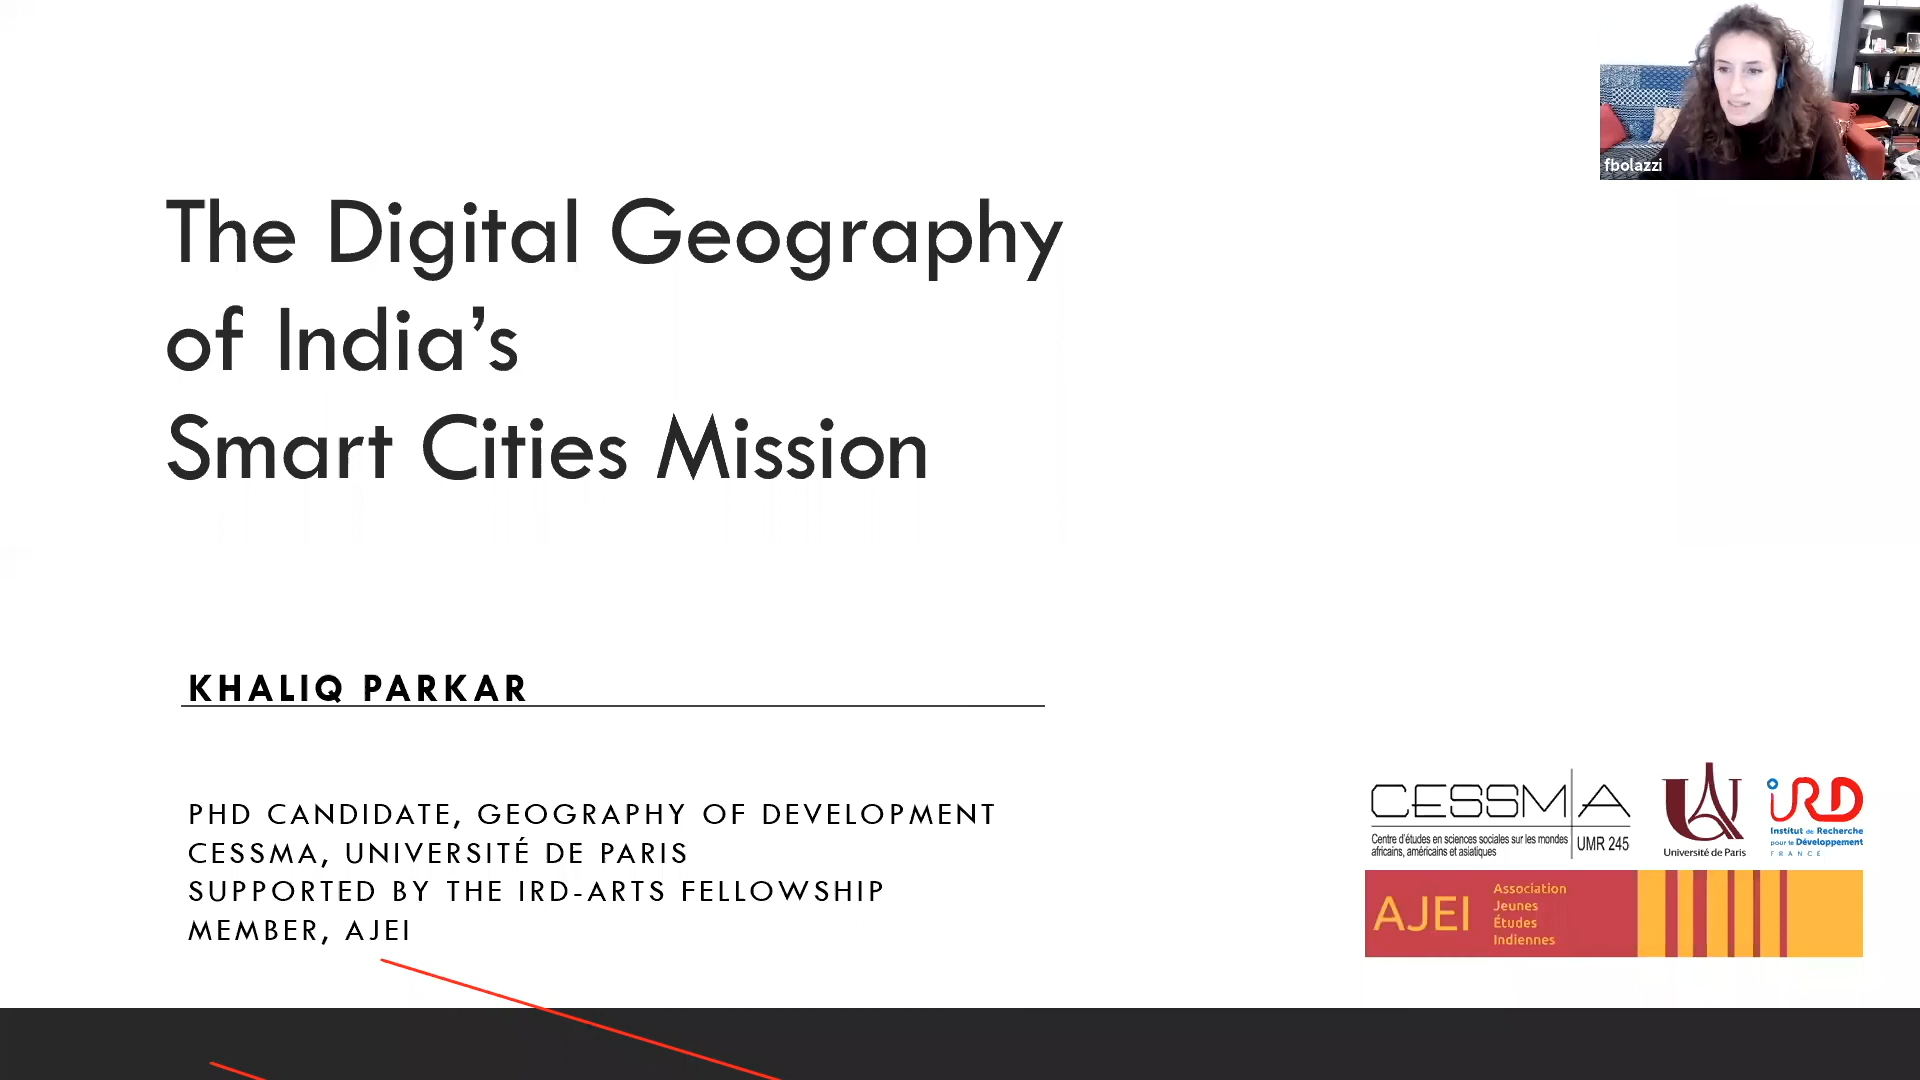 fbolazzi
The Digital Geography
of India’s
Smart Cities Mission
KHALIQ PARKAR
PHD CANDIDATE, GEOGRAPHY OF DEVELOPMENT
CESSMA, UNIVERSITÉ DE PARIS
SUPPORTED BY THE IRD-ARTS FELLOWSHIP
MEMBER, AJEI
CESSMA
Centre d'études en sciences sociales sur les mondes
africains, américains et asiatiques
UMR 245
Université de Paris
IRD
Institut de Recherche
pour le Développement
FRANCE
AJEI
Association
Jeunes
Études
Indiennes